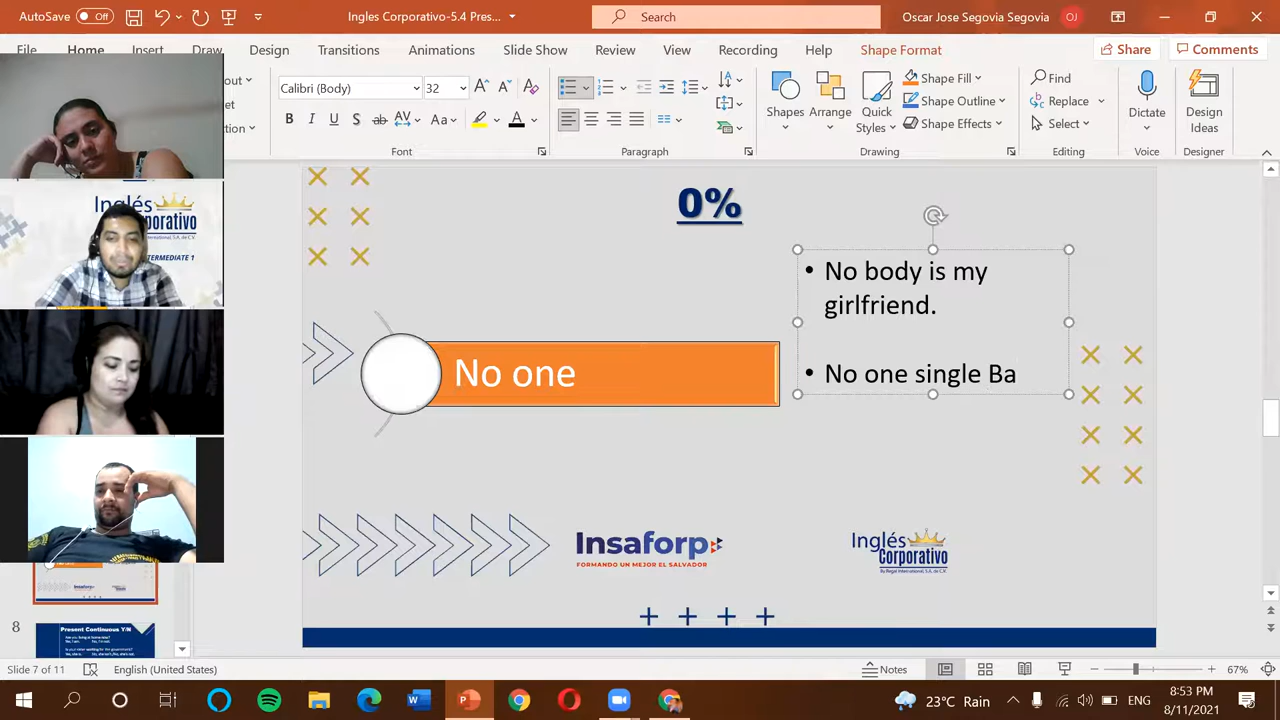 AutoSave Off
Ingles Corporativo-5.4 Pres...
Search
Oscar Jose Segovia Segovia OJ
File Home Insert Draw Design Transitions Animations Slide Show Review View Recording Help Shape Format
Share Comments
Calibri (Body) 32
B I U S ab AV Aa A
Font
Paragraph
Shapes Arrange Quick Styles
Shape Fill
Shape Outline
Shape Effects
Drawing
Find
Replace
Select
Editing
Dictate
Voice
Design Ideas
Designer
0%
• No body is my
girlfriend.
No one
• No one single Ba
Insaforp
FORMANDO UN MEJOR EL SALVADOR
Inglés
Corporativo
By Regal International, S.A. de C.V.
Inglés
8
Present Continuous Y/N
Slide 7 of 11
English (United States)
Notes
67%
23°C Rain
ENG
8:53 PM
8/11/2021